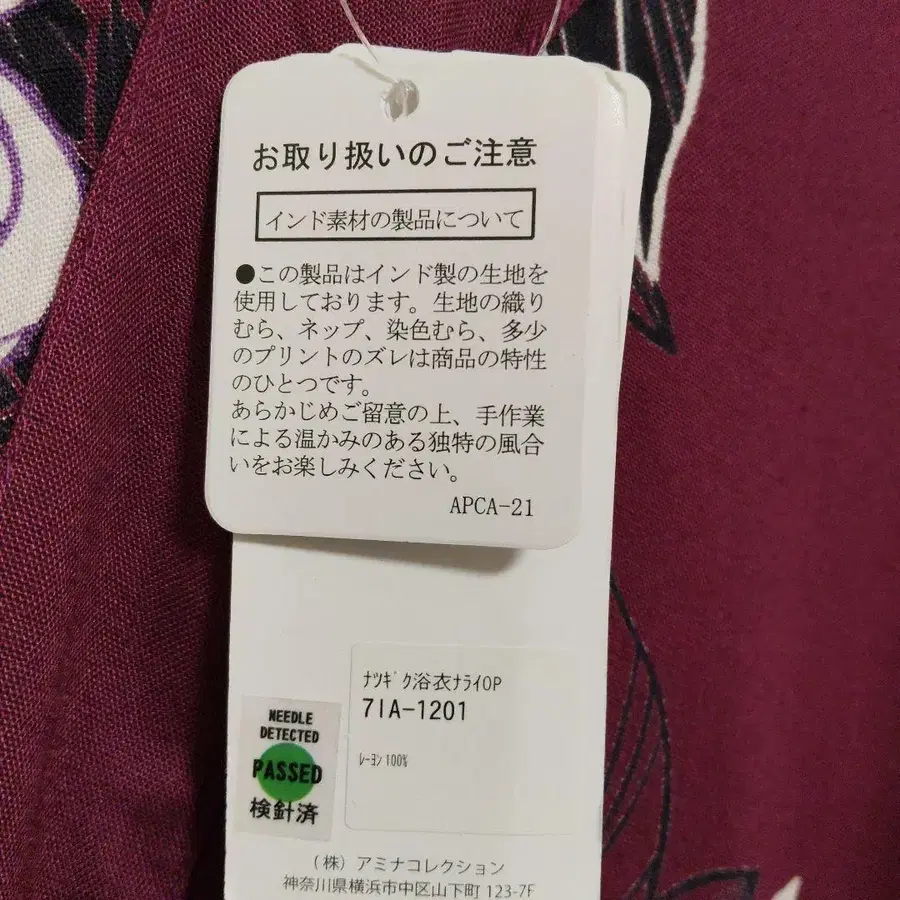 お取り扱いのご注意
インド素材の製品について
●この製品はインド製の生地を
使用しております。生地の織り
むら、ネップ、染色むら、多少
のプリントのズレは商品の特性
のひとつです。
あらかじめご留意の上、手作業
による温かみのある独特の風合
いをお楽しみください。
APCA-21
ﾅﾂｷﾞｸ浴衣ﾅﾗｲOP
7IA-1201
ﾚｰﾖﾝ100%
NEEDLE
DETECTED
PASSED
検針済
(株) アミナコレクション
神奈川県横浜市中区山下町 123-7F